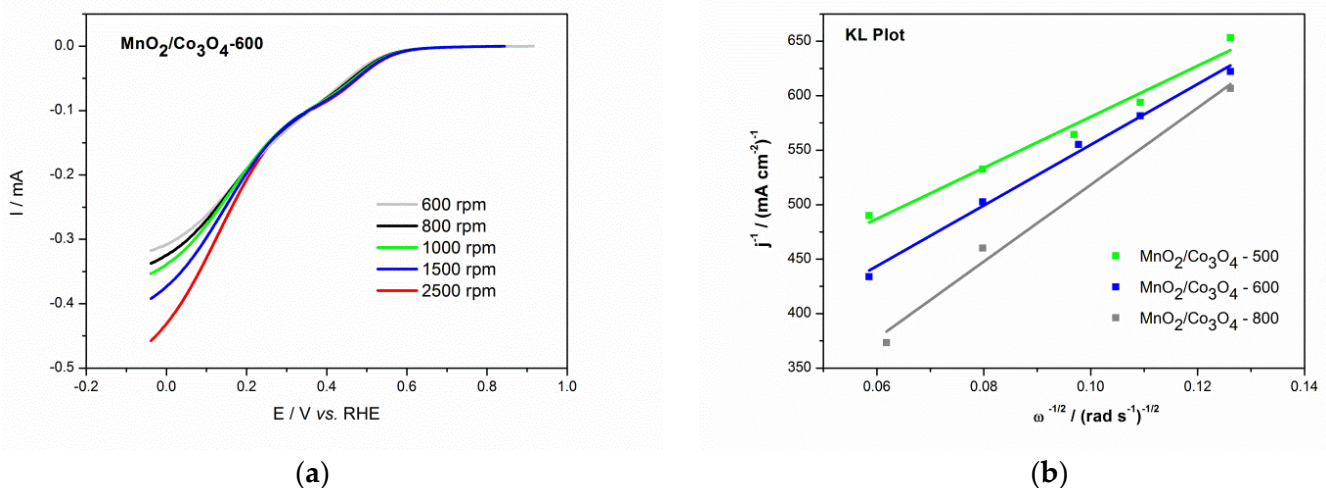 MnO2/Co3O4-600
0.0
-0.1
-0.2
-0.3
-0.4
-0.5
I / mA
600 rpm
800 rpm
1000 rpm
1500 rpm
2500 rpm
-0.2 0.0 0.2 0.4 0.6 0.8 1.0
E / V vs. RHE
(a)
KL Plot
650
600
550
500
450
400
350
j-1 / (mA cm-2)-1
MnO2/Co3O4 - 500
MnO2/Co3O4 - 600
MnO2/Co3O4 - 800
0.06 0.08 0.10 0.12 0.14
ω -1/2 / (rad s-1)-1/2
(b)